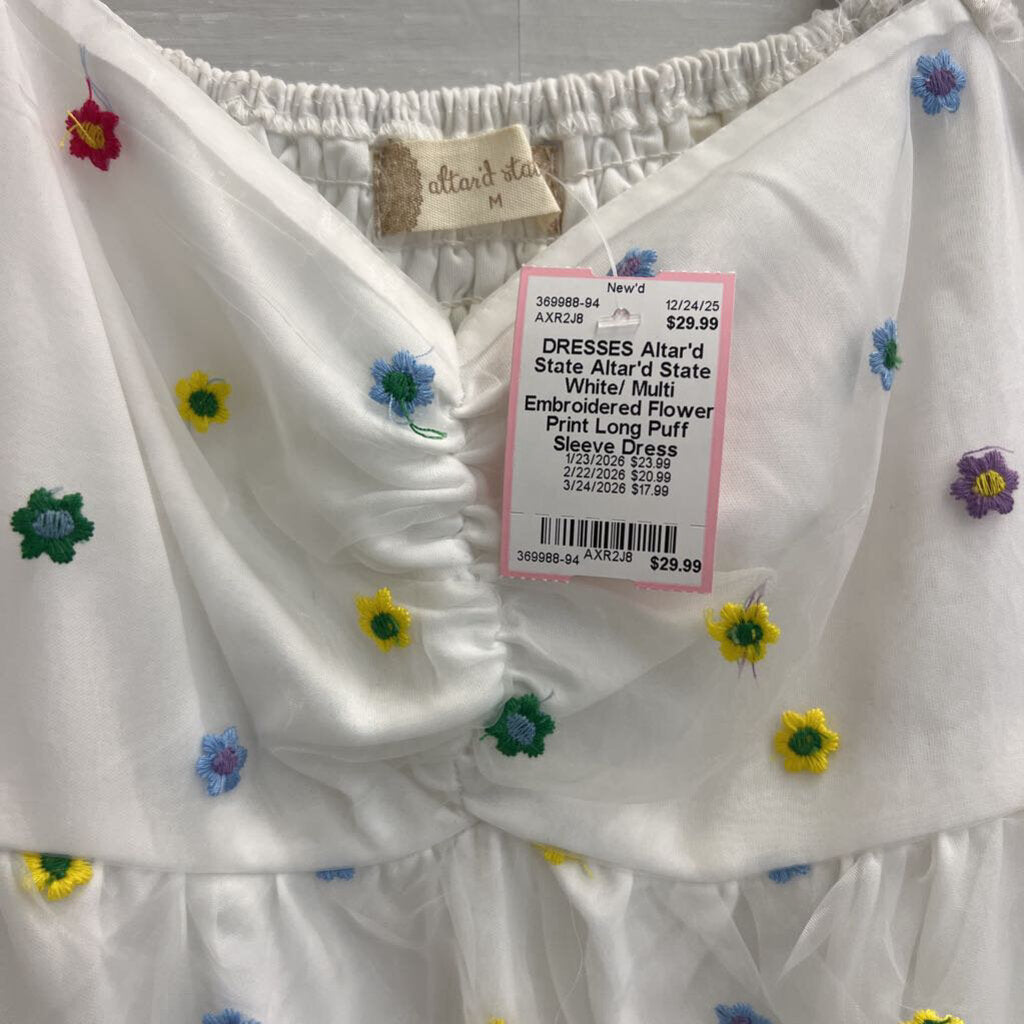 altar'd
M
New'd
369988-94 12/24/25
AXR2J8 $29.99
DRESSES Altar'd
State Altar'd State
White/ Multi
Embroidered Flower
Print Long Puff
Sleeve Dress
1/23/2026 $23.99
2/22/2026 $20.99
3/24/2026 $17.99
369988-94 AXR2J8 $29.99